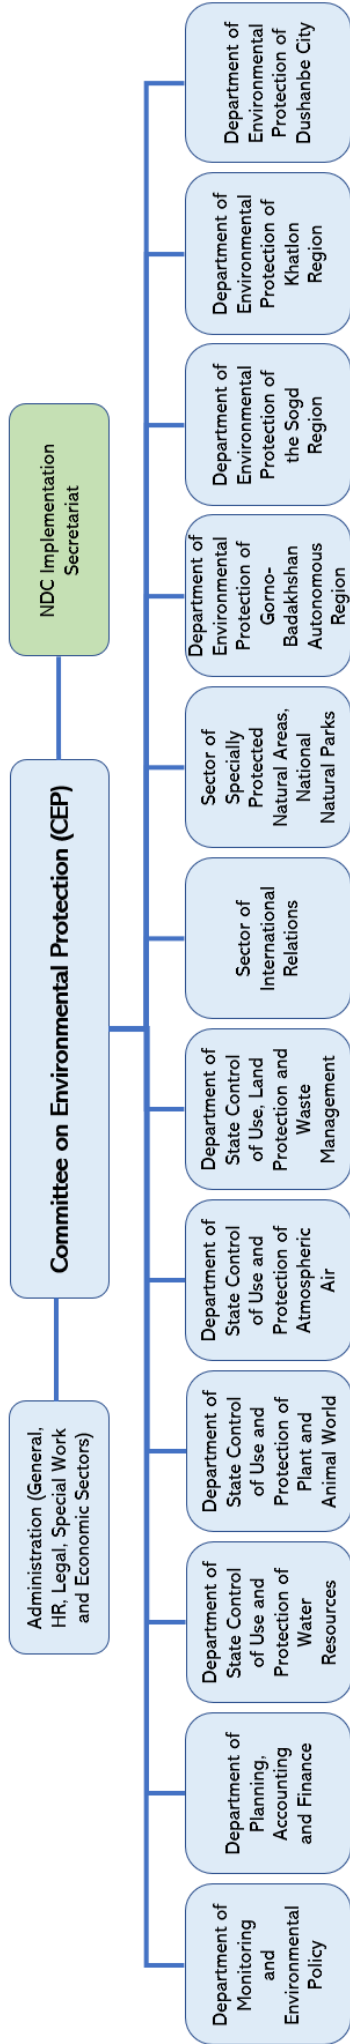 Administration (General,
HR, Legal, Special Work
and Economic Sectors)
Committee on Environmental Protection (CEP)
NDC Implementation
Secretariat
Department of
Monitoring
and
Environmental
Policy
Department of
Planning,
Accounting
and Finance
Department of
State Control
of Use and
Protection of
Water
Resources
Department of
State Control
of Use and
Protection of
Plant and
Animal World
Department of
State Control
of Use and
Protection of
Atmospheric
Air
Department of
State Control
of Use, Land
Protection and
Waste
Management
Sector of
International
Relations
Sector of
Specially
Protected
Natural Areas,
National
Natural Parks
Department of
Environmental
Protection of
Gorno-
Badakhshan
Autonomous
Region
Department of
Environmental
Protection of
the Sogd
Region
Department of
Environmental
Protection of
Khatlon
Region
Department of
Environmental
Protection of
Dushanbe City